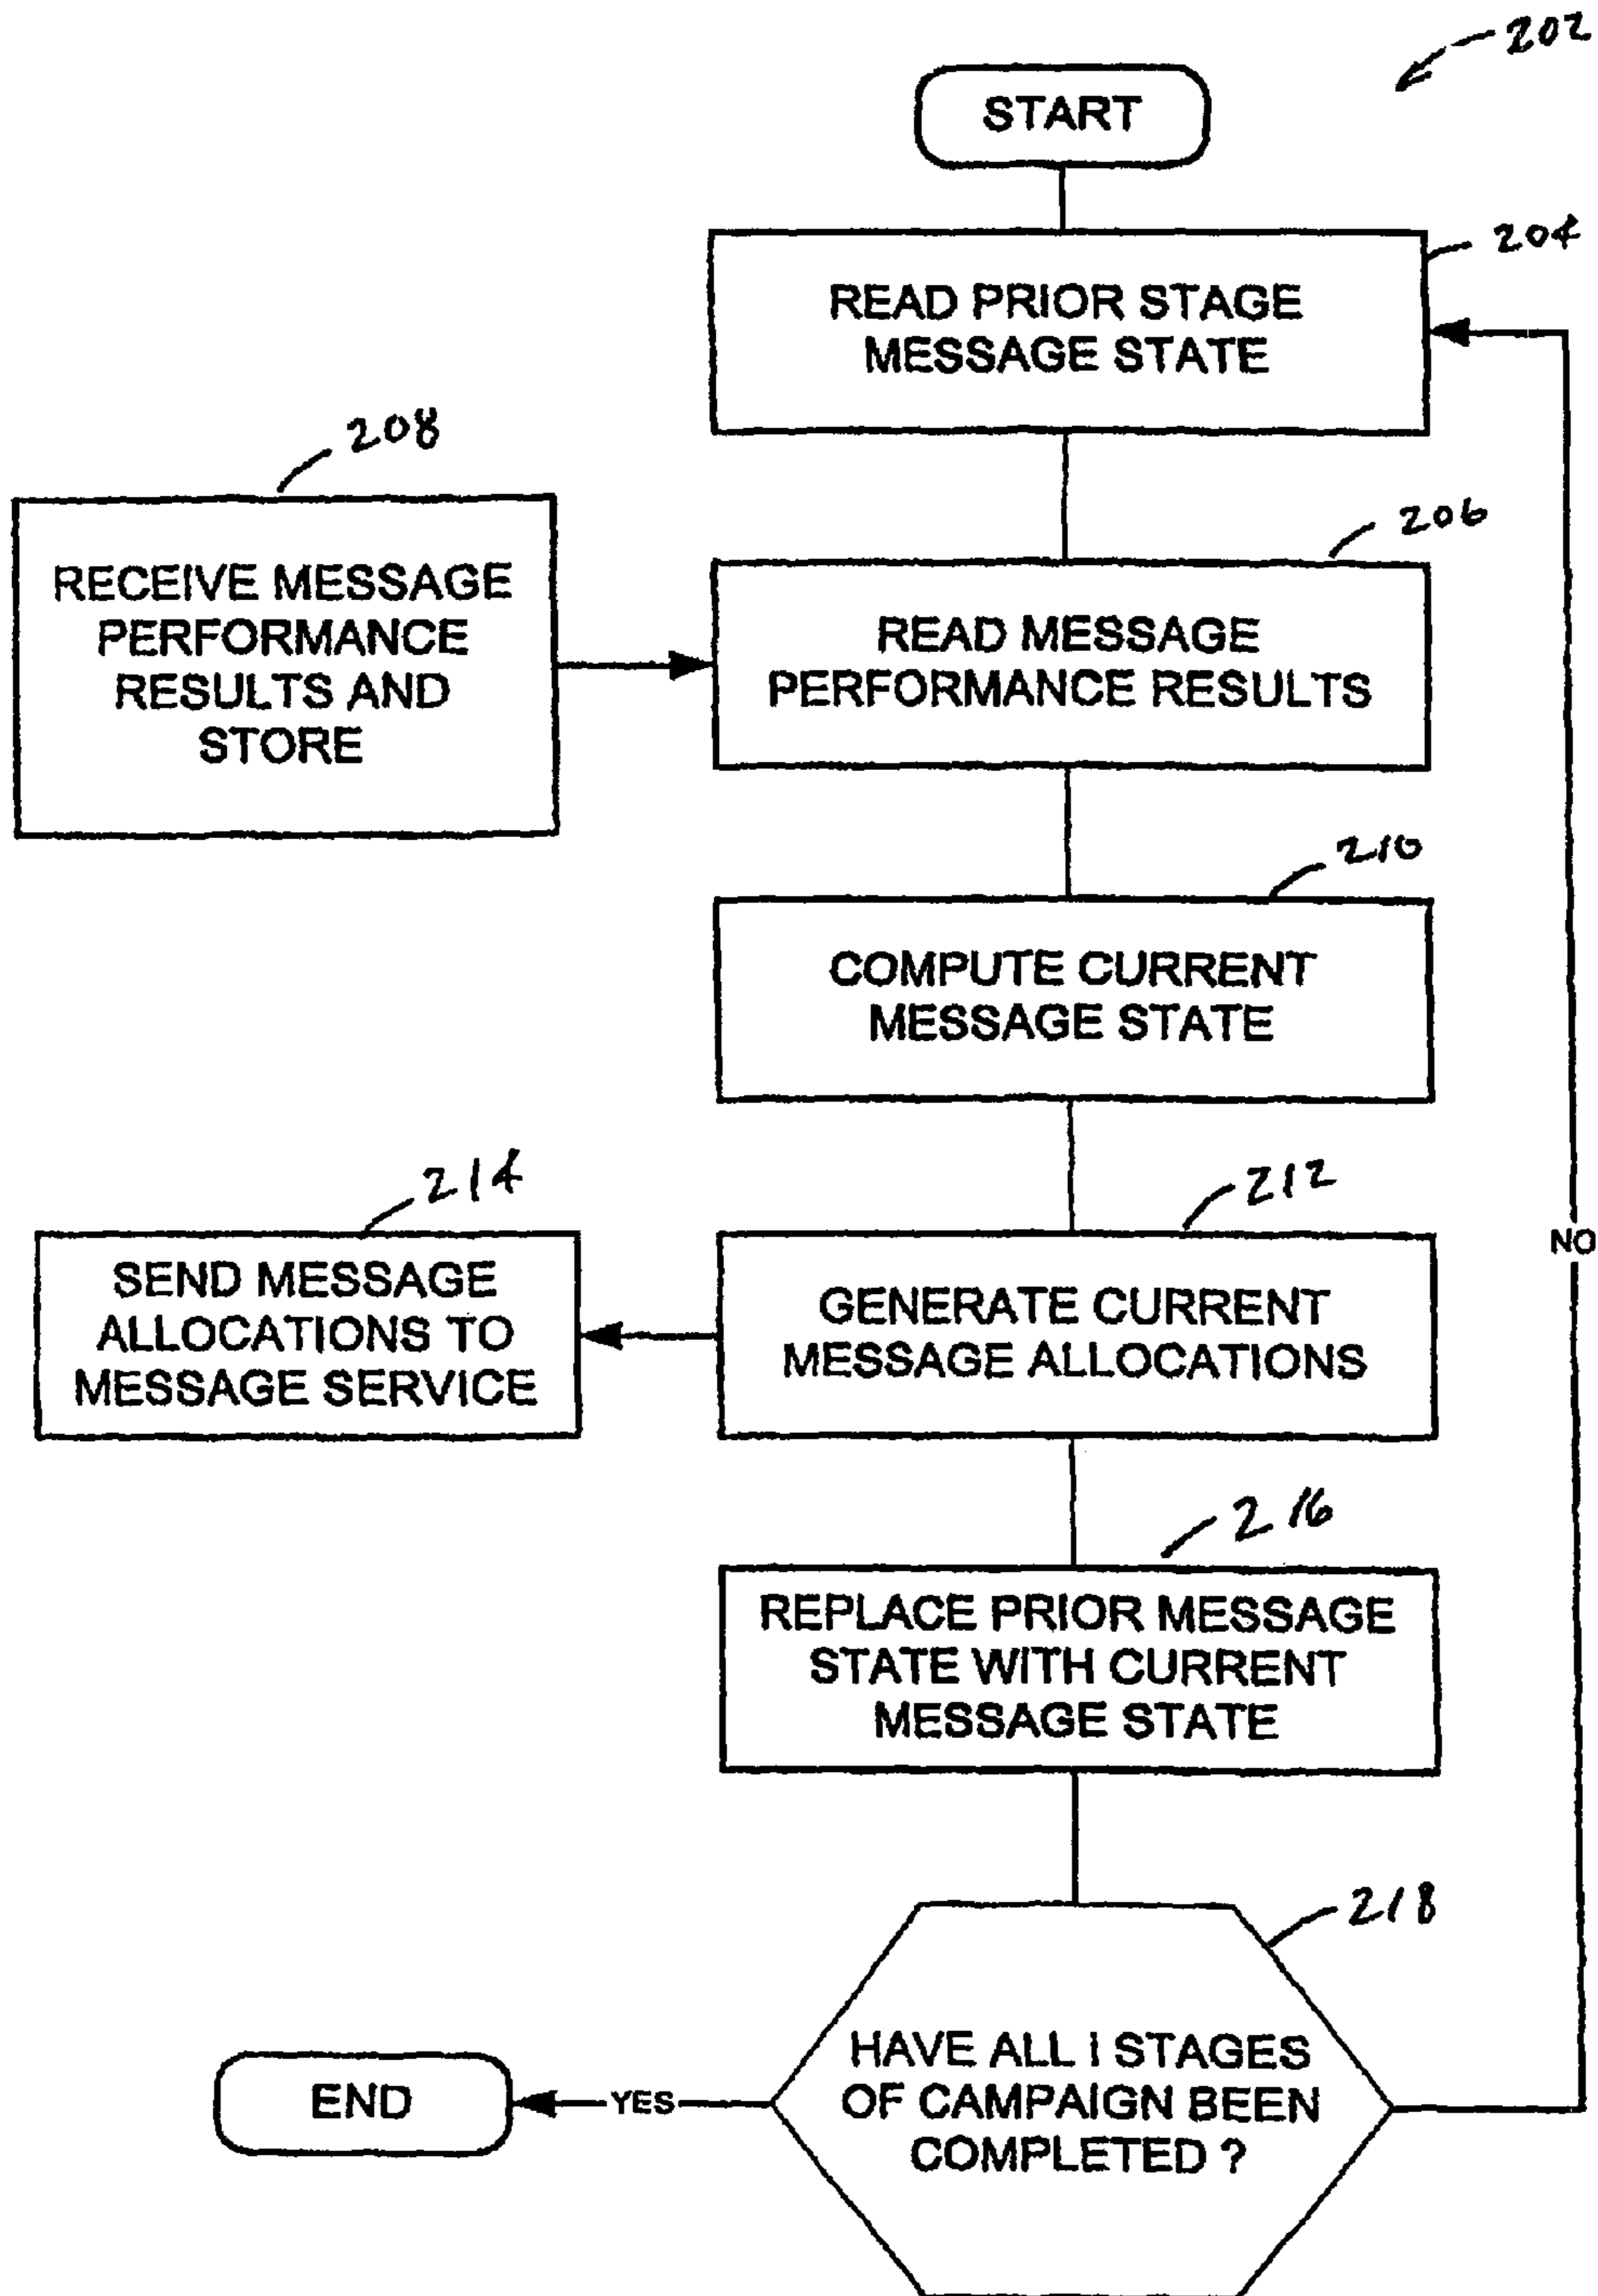 202
START
204
READ PRIOR STAGE
MESSAGE STATE
208
206
RECEIVE MESSAGE
PERFORMANCE
RESULTS AND
STORE
READ MESSAGE
PERFORMANCE RESULTS
210
COMPUTE CURRENT
MESSAGE STATE
214
212
NO
SEND MESSAGE
ALLOCATIONS TO
MESSAGE SERVICE
GENERATE CURRENT
MESSAGE ALLOCATIONS
216
REPLACE PRIOR MESSAGE
STATE WITH CURRENT
MESSAGE STATE
218
HAVE ALL I STAGES
OF CAMPAIGN BEEN
COMPLETED ?
YES
END